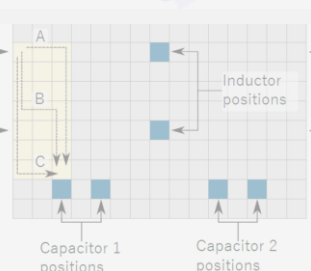 A
Inductor
positions
B
C
Capacitor 1
positions
Capacitor 2
positions